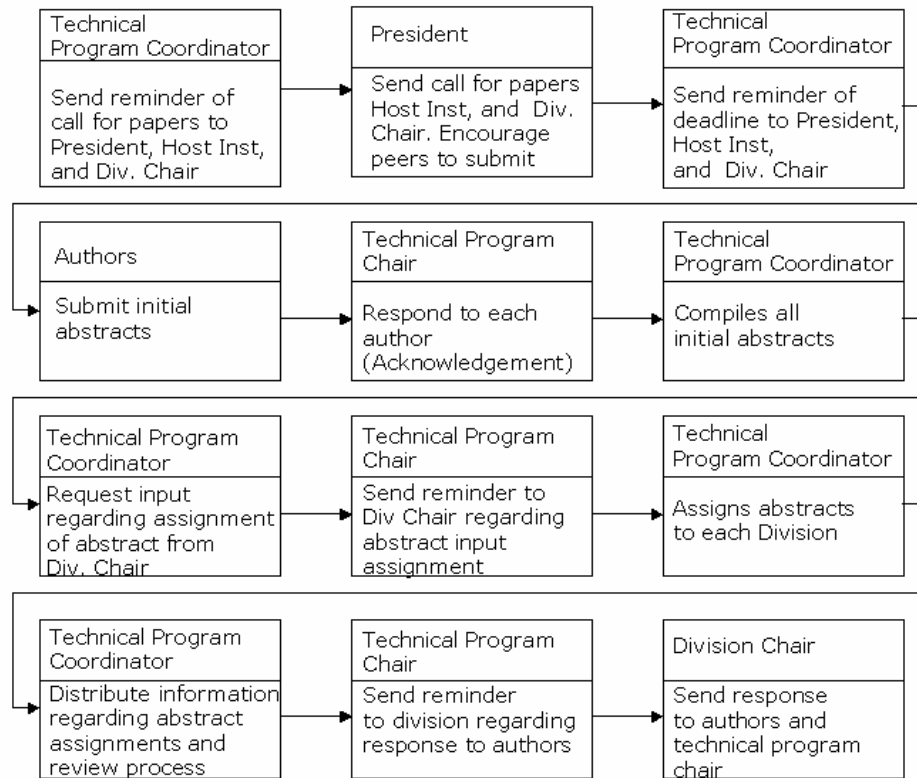 Technical
Program Coordinator
Send reminder of
call for papers to
President, Host Inst,
and Div. Chair
President
Send call for papers
Host Inst, and Div.
Chair. Encourage
peers to submit
Technical
Program Coordinator
Send reminder of
deadline to President,
Host Inst,
and Div. Chair
Authors
Submit initial
abstracts
Technical Program
Chair
Respond to each
author
(Acknowledgement)
Technical
Program Coordinator
Compiles all
initial abstracts
Technical Program
Coordinator
Request input
regarding assignment
of abstract from
Div. Chair
Technical Program
Chair
Send reminder to
Div Chair regarding
abstract input
assignment
Technical
Program Coordinator
Assigns abstracts
to each Division
Technical Program
Coordinator
Distribute information
regarding abstract
assignments and
review process
Technical Program
Chair
Send reminder
to division regarding
response to authors
Division Chair
Send response
to authors and
technical program
chair